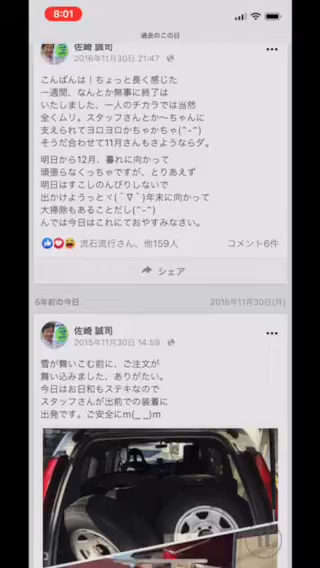 8:01
過去のこの日
佐崎 誠司
2016年11月30日 21:47
こんばんは！ちょっと長く感じた
一週間、なんとか無事に終了は
いたしました、一人のチカラでは当然
全くムリ。スタッフさんとか〜ちゃんに
支えられてヨロヨロかちゃかちゃ(^-^)
そうだ合わせて11月さんもさようならダ。
明日から12月、暮れに向かって
頑張らなくっちゃですが、とりあえず
明日はすこしのんびりしないで
出かけようっとヾ(＾∇＾)年末に向かって
大掃除もあることだし(^-^)
んでは今日はこれにておやすみなさい。
流石流行さん、他159人
コメント6件
シェア
5年前の今日
2015年11月30日(月)
佐崎 誠司
2015年11月30日 14:59
雪が舞いこむ前に、ご注文が
舞い込みました、ありがたい。
今日はお日和もステキなので
スタッフさんが出前での装着に
出発です。ご安全にm(_ _)m